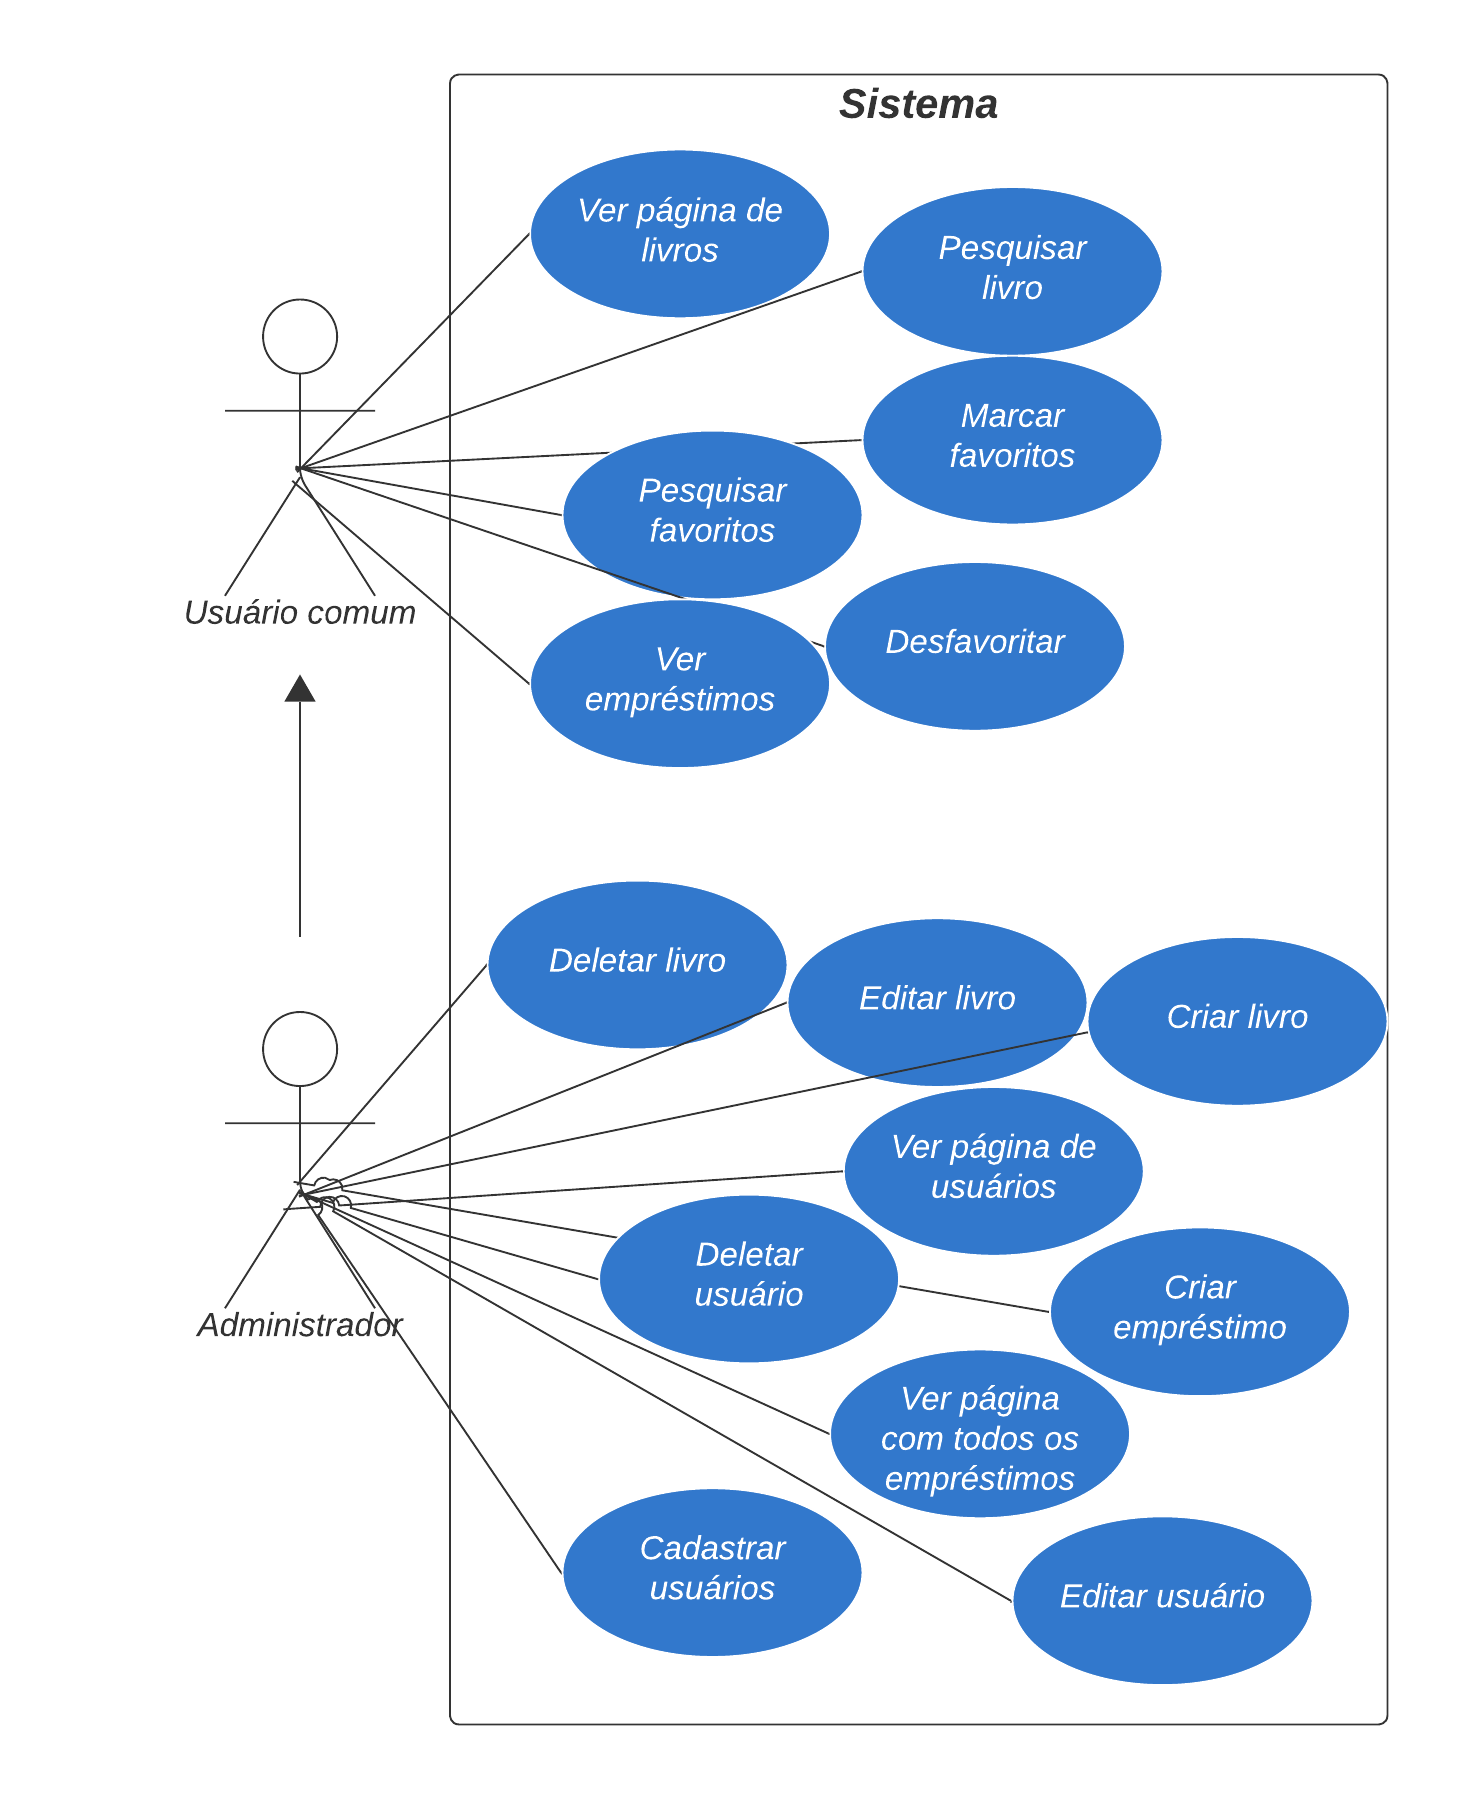 Sistema
Ver página de
livros
Pesquisar
livro
Marcar
favoritos
Pesquisar
favoritos
Usuário comum
Desfavoritar
Ver
empréstimos
Deletar livro
Editar livro
Criar livro
Ver página de
usuários
Deletar
usuário
Criar
empréstimo
Administrador
Ver página
com todos os
empréstimos
Cadastrar
usuários
Editar usuário